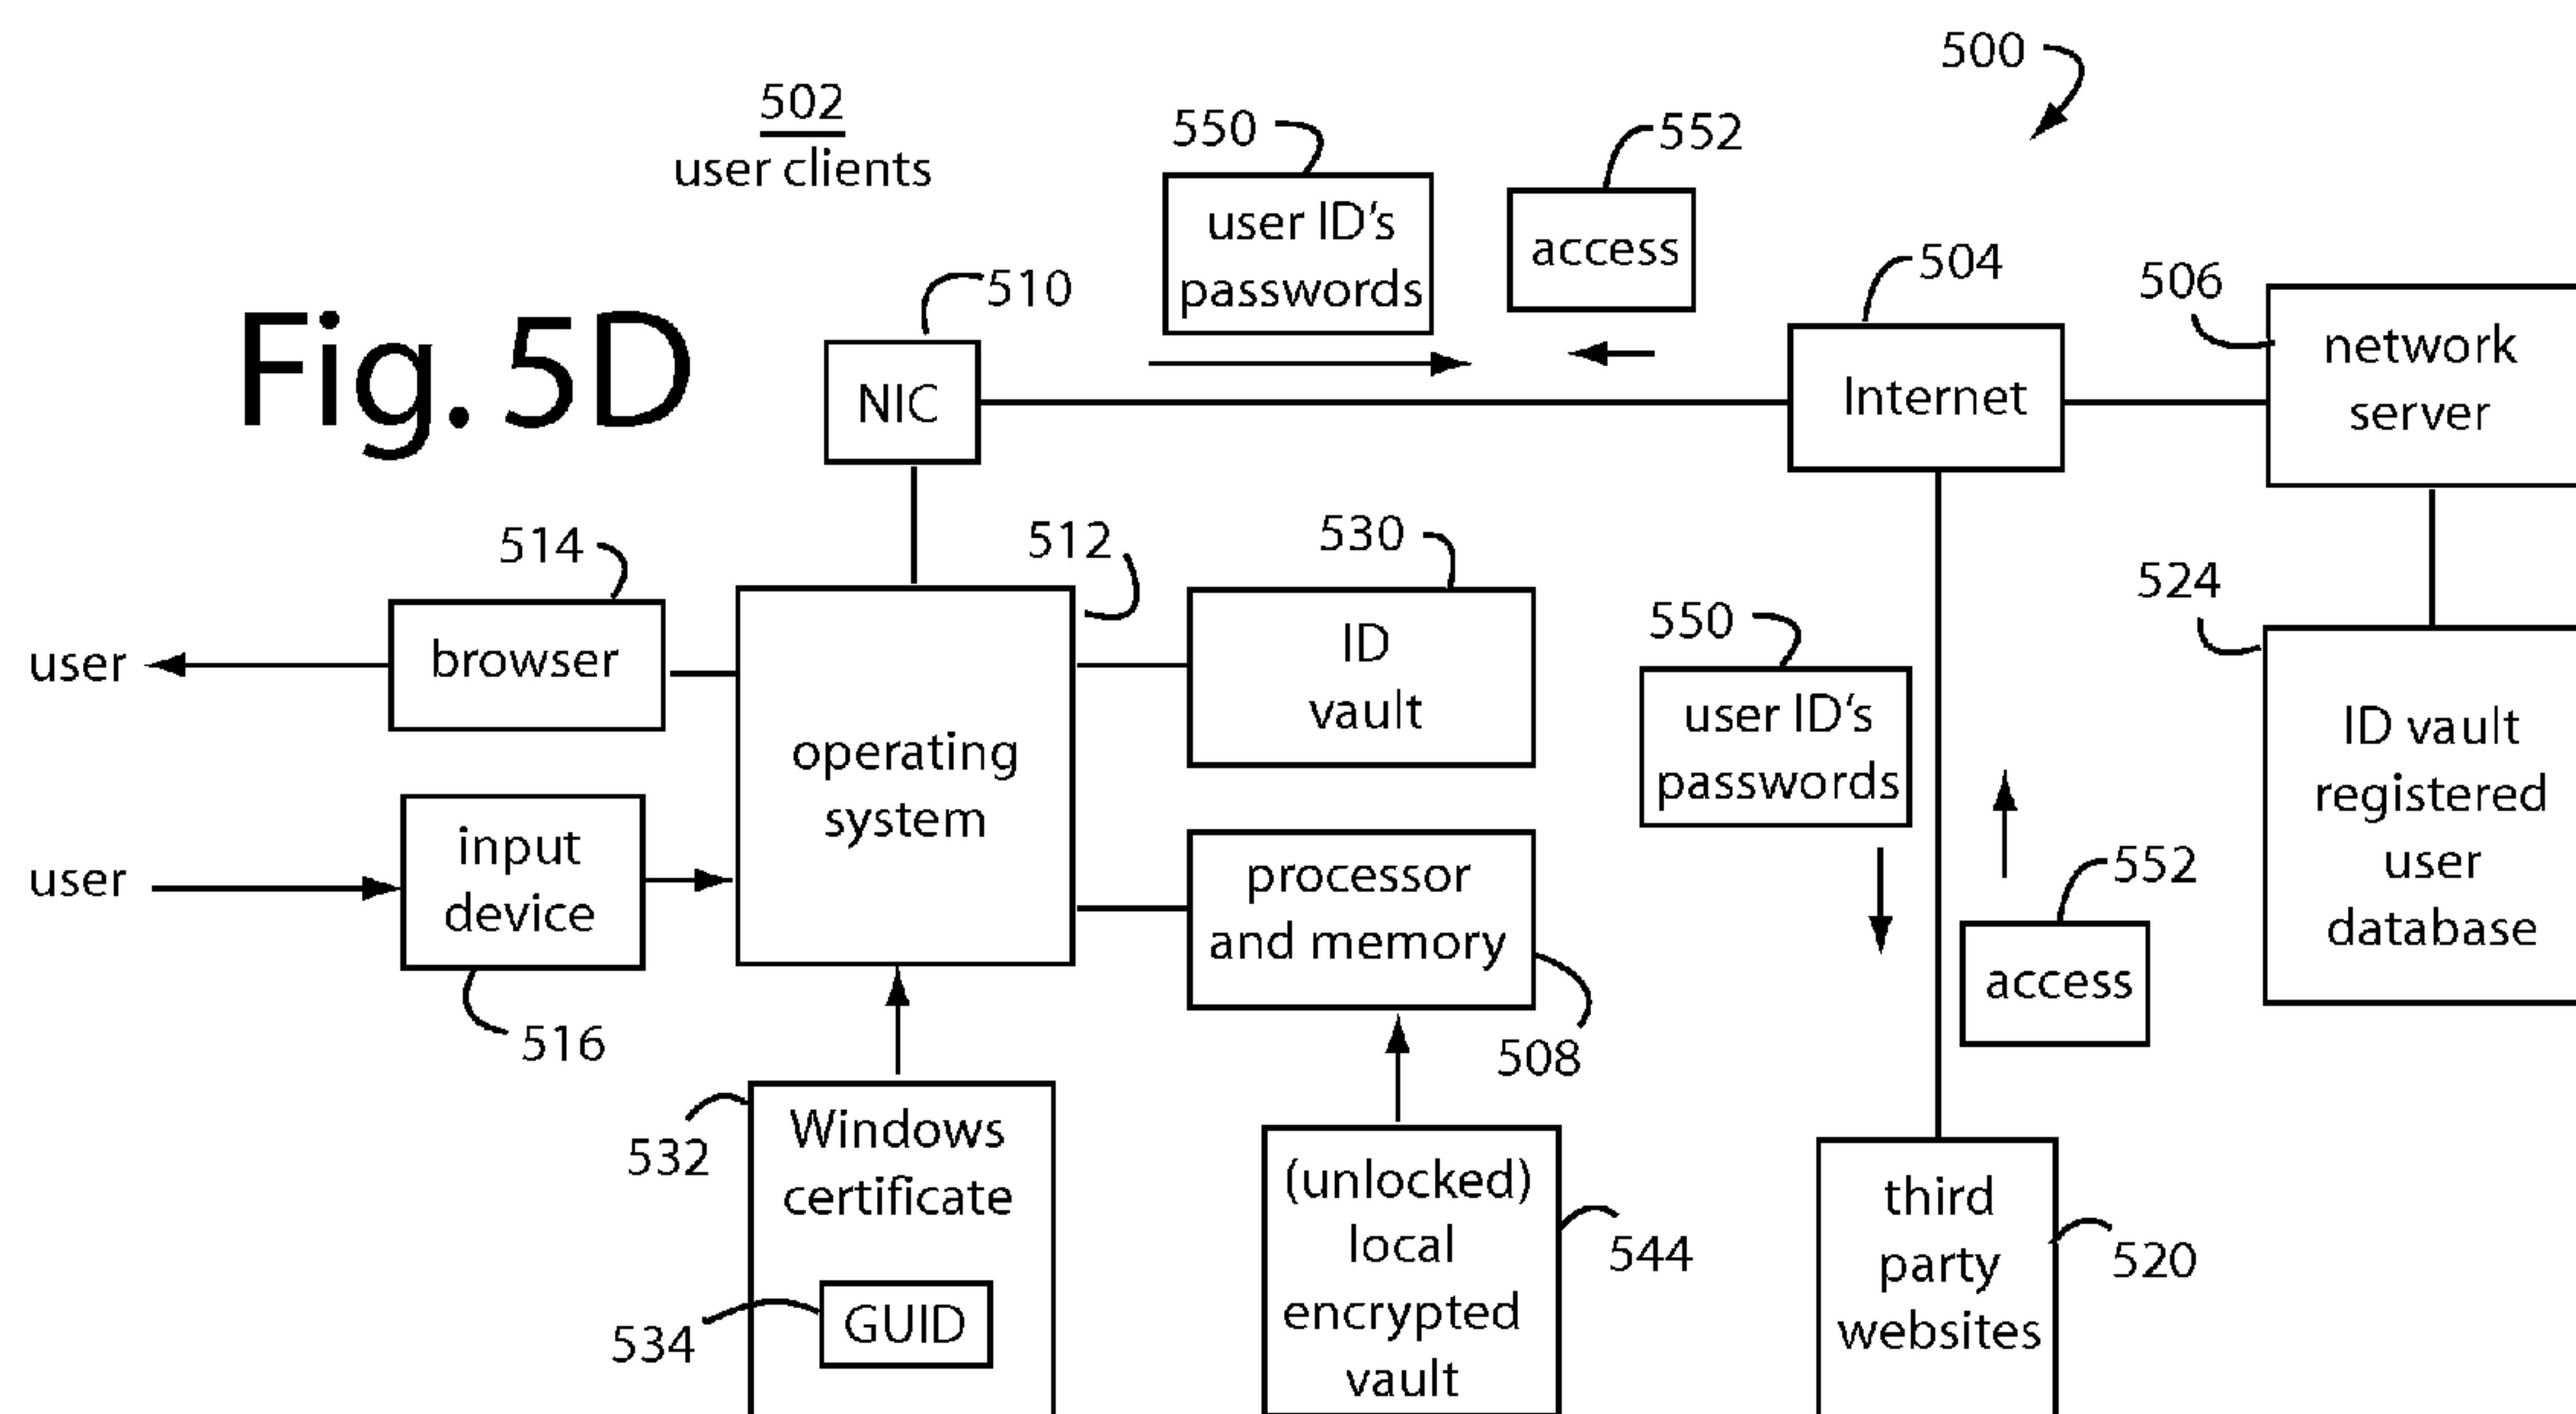 500
502
user clients
550
552
user ID's
passwords
access
504
506
510
Fig. 5D
NIC
Internet
network
server
514
512
530
524
user
browser
operating
system
ID
vault
550
user ID's
passwords
ID vault
registered
user
database
user
input
device
processor
and memory
552
access
516
508
532
Windows
certificate
534
GUID
(unlocked)
local
encrypted
vault
544
third
party
websites
520